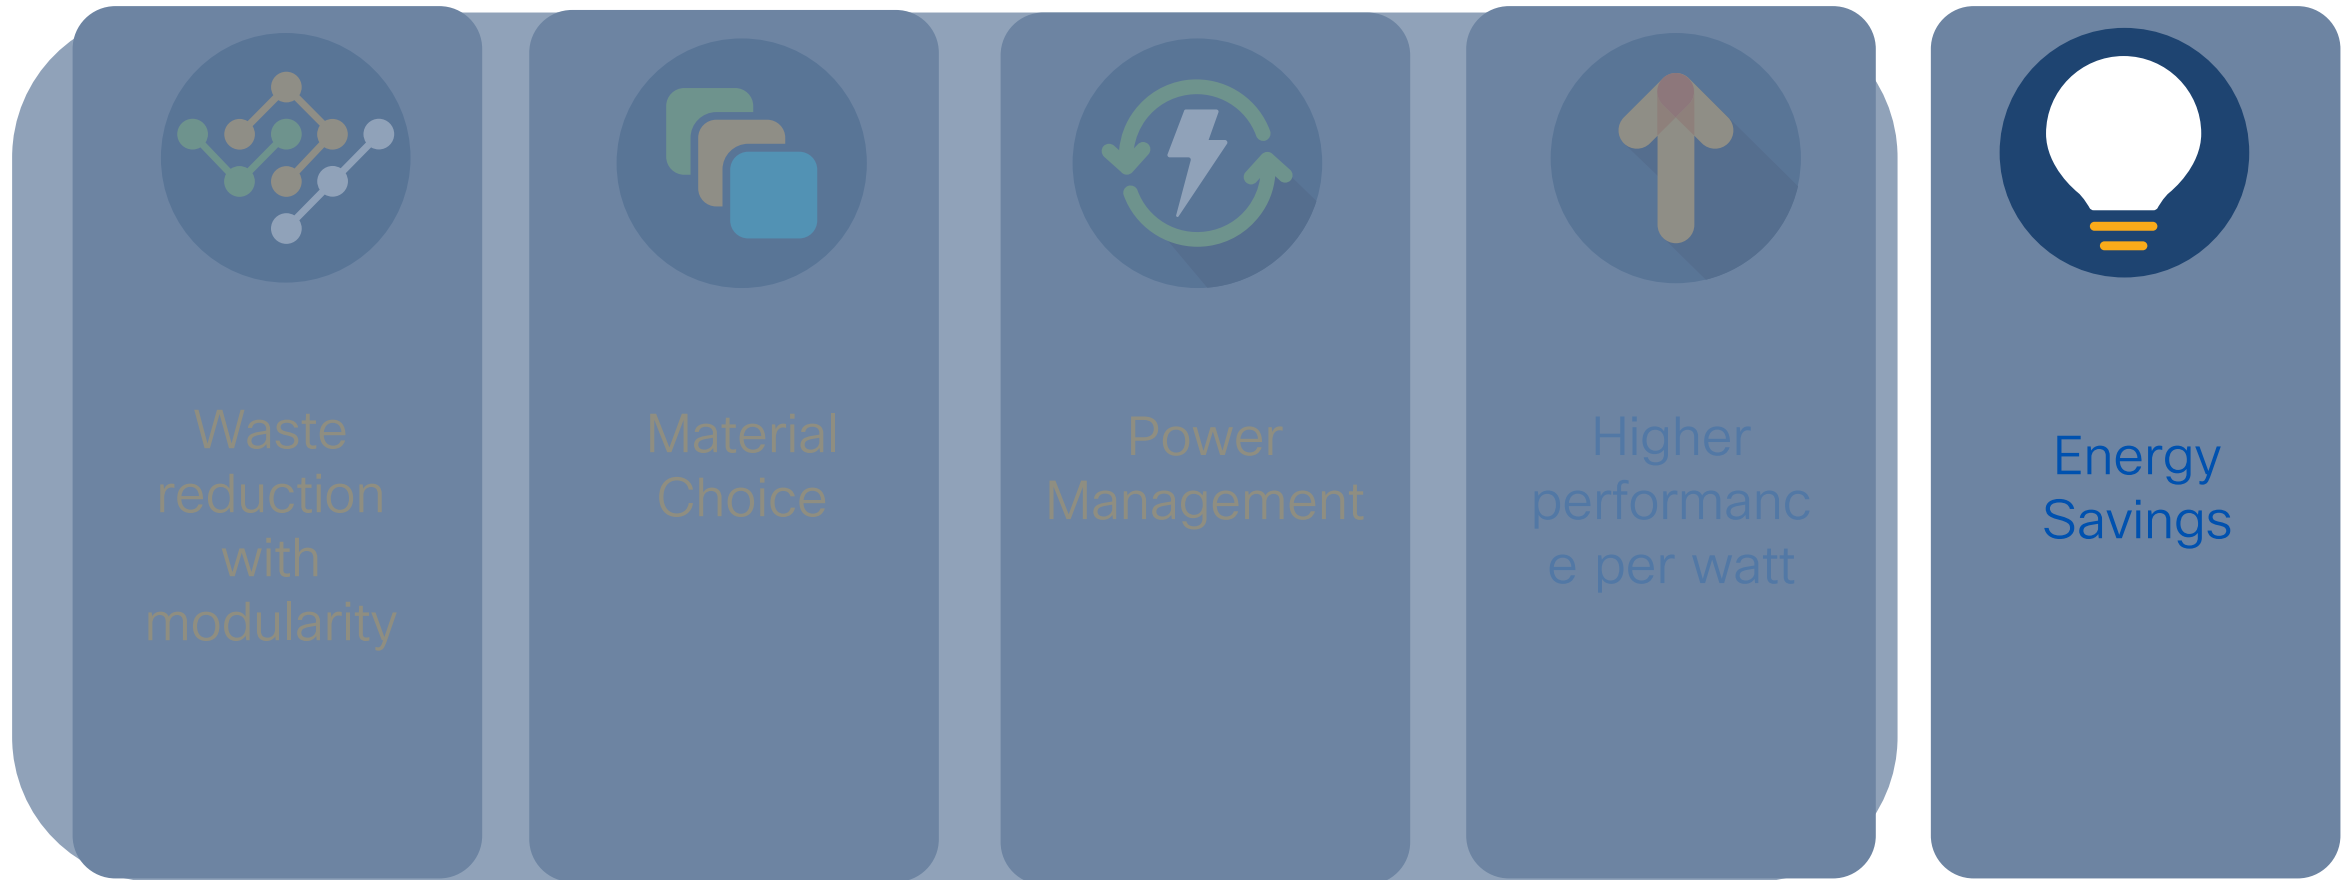 Waste
reduction
with
modularity
Material
Choice
Power
Management
Higher
performanc
e per watt
Energy
Savings